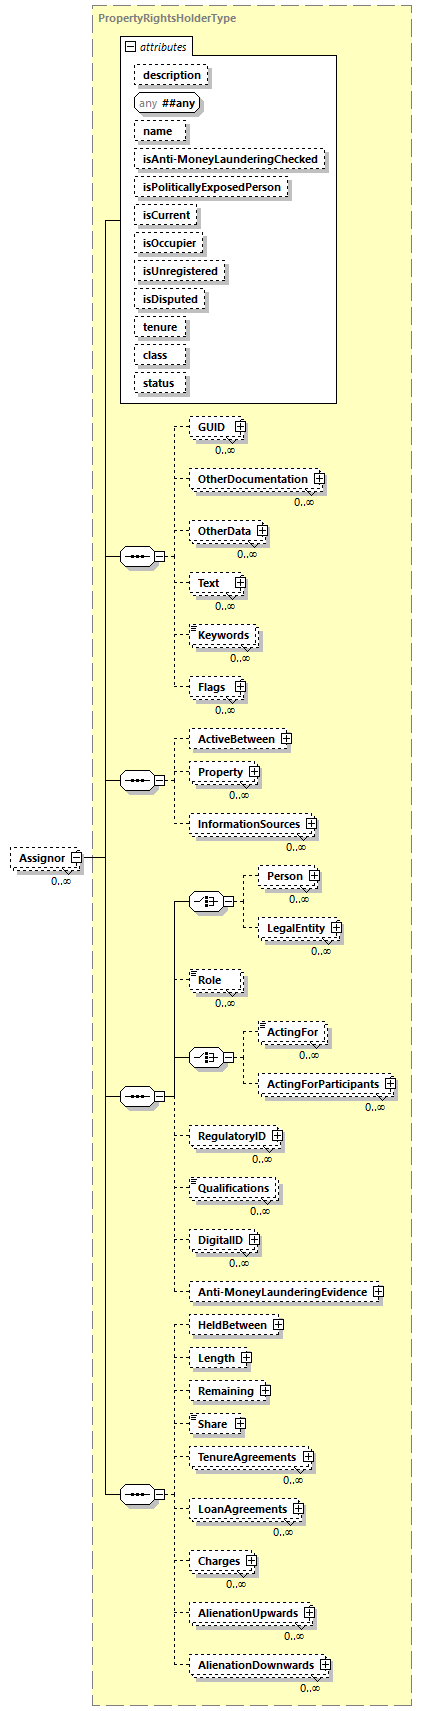 PropertyRightsHolderType
attributes
description
any ##any
name
isAnti-MoneyLaunderingChecked
isPoliticallyExposedPerson
isCurrent
isOccupier
isUnregistered
isDisputed
tenure
class
status
GUID
0..∞
OtherDocumentation
0..∞
OtherData
0..∞
Text
0..∞
Keywords
0..∞
Flags
0..∞
ActiveBetween
Property
0..∞
InformationSources
0..∞
Assignor
0..∞
Person
0..∞
LegalEntity
0..∞
Role
0..∞
ActingFor
0..∞
ActingForParticipants
0..∞
RegulatoryID
0..∞
Qualifications
0..∞
DigitalID
0..∞
Anti-MoneyLaunderingEvidence
HeldBetween
Length
Remaining
Share
TenureAgreements
0..∞
LoanAgreements
0..∞
Charges
0..∞
AlienationUpwards
0..∞
AlienationDownwards
0..∞